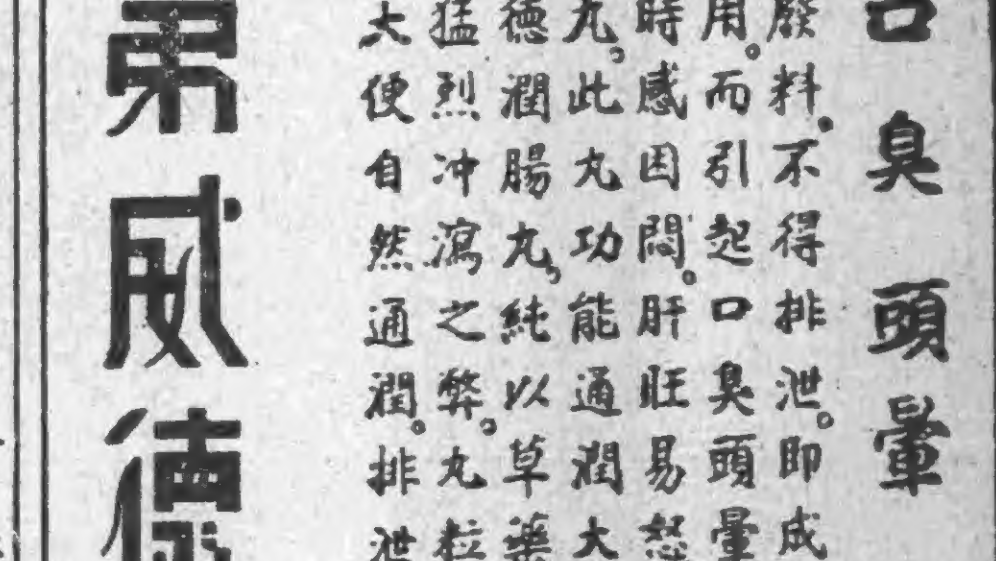 口臭頭暈
廢料、不得排泄。即成
用。而引起口臭頭暈
時感困悶。肝旺易怒
丸。此丸功能通潤大
德潤腸丸，純以草藥
猛烈冲瀉之弊。丸粒
大便自然通潤。排泄
弟威德